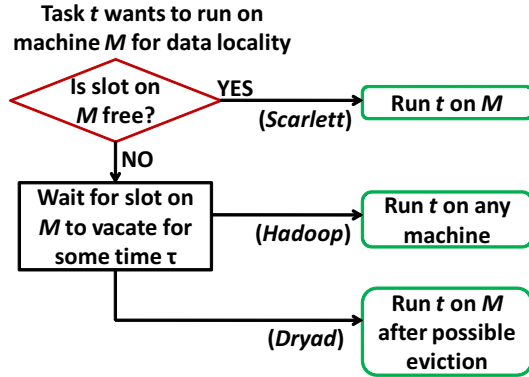 Task t wants to run on
machine M for data locality
Is slot on
M free?
YES
(Scarlett)
Run t on M
NO
Wait for slot on
M to vacate for
some time τ
(Hadoop)
Run t on any
machine
(Dryad)
Run t on M
after possible
eviction